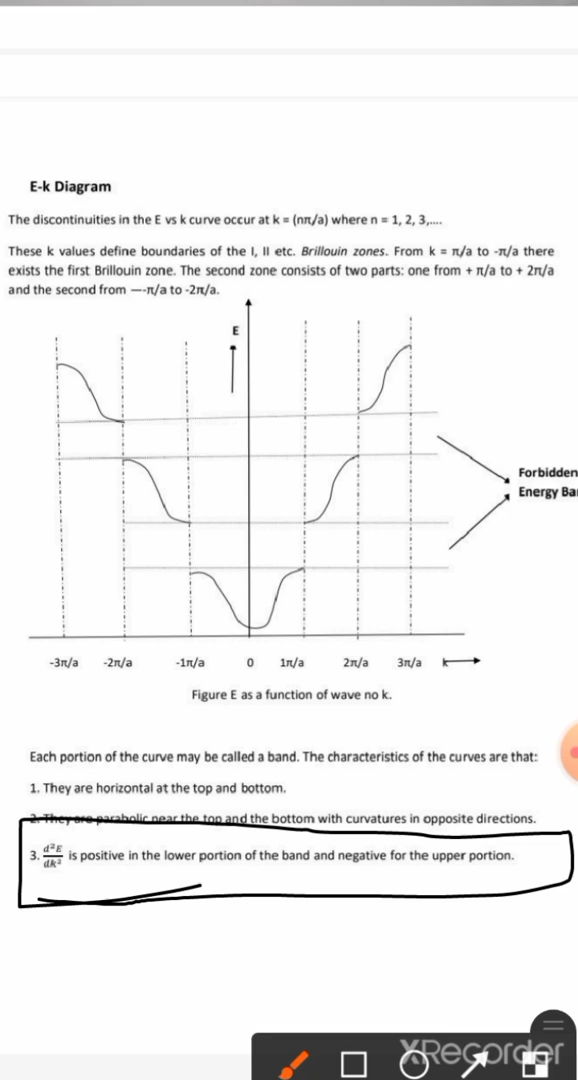 E-k Diagram
The discontinuities in the E vs k curve occur at k = (nπ/a) where n = 1, 2, 3,....
These k values define boundaries of the I, II etc. Brillouin zones. From k = π/a to -π/a there
exists the first Brillouin zone. The second zone consists of two parts: one from + π/a to + 2π/a
and the second from —-π/a to -2π/a.
E
Forbidden
Energy Ba
-3π/a -2π/a -1π/a 0 1π/a 2π/a 3π/a k
Figure E as a function of wave no k.
Each portion of the curve may be called a band. The characteristics of the curves are that:
1. They are horizontal at the top and bottom.
2. They are parabolic near the top and the bottom with curvatures in opposite directions.
3. d²E/dk² is positive in the lower portion of the band and negative for the upper portion.
XRecorder